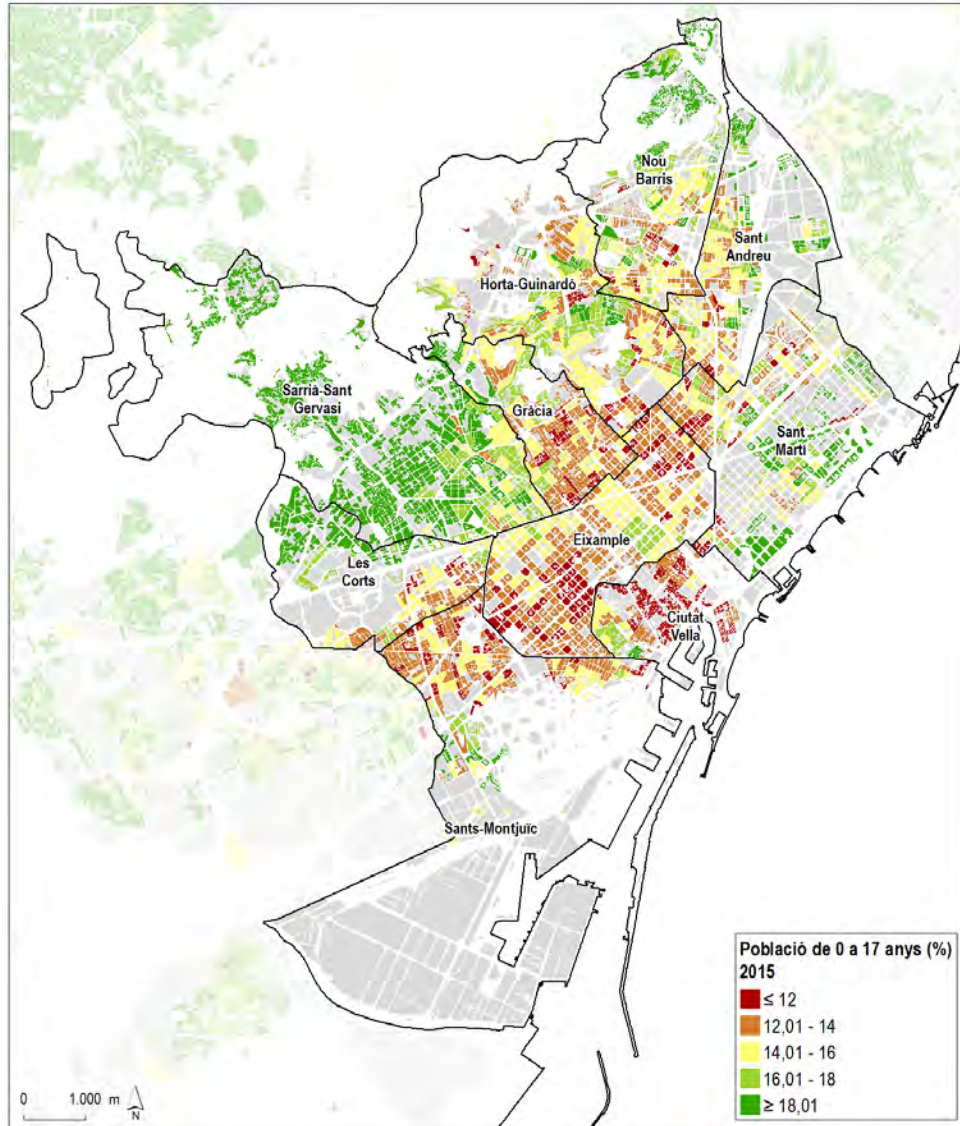 Nou
Barris
Sant
Andreu
Horta-Guinardó
Sarrià-Sant
Gervasi
Gràcia
Sant
Martí
Eixample
Les
Corts
Ciutat
Vella
Sants-Montjuïc
Població de 0 a 17 anys (%)
2015
≤ 12
12,01 - 14
14,01 - 16
16,01 - 18
≥ 18,01
0 1.000 m
N